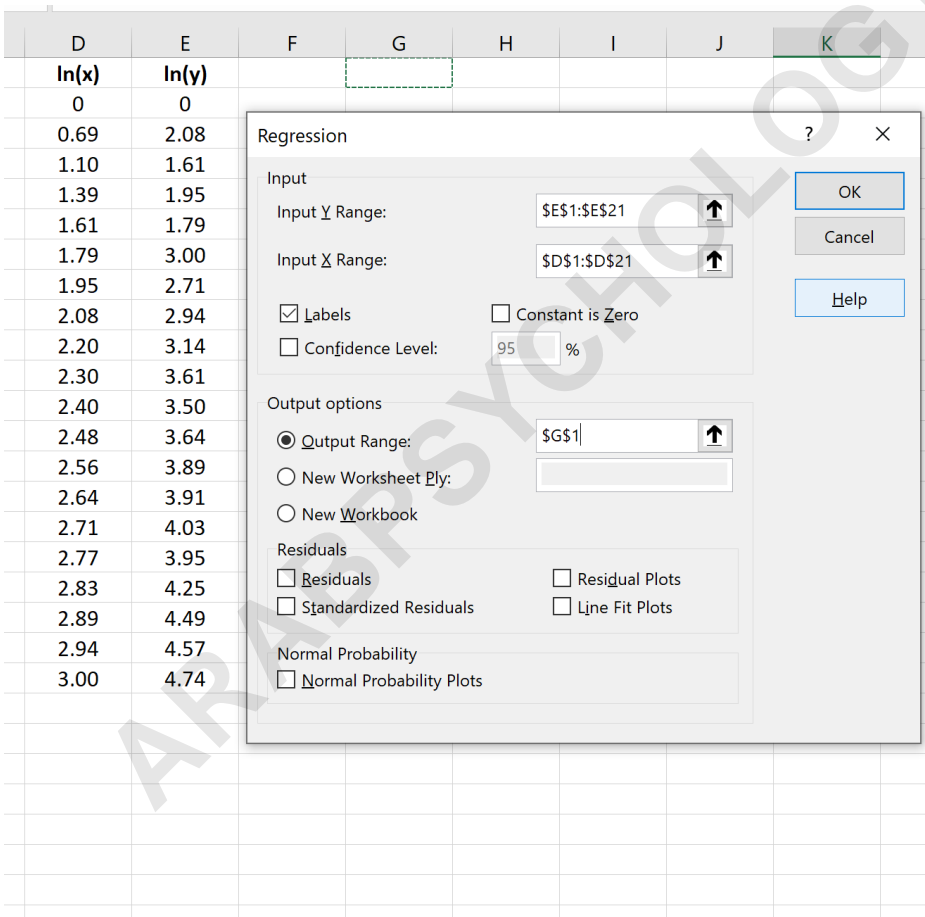 D E F G H I J K
ln(x) ln(y)
0 0
0.69 2.08
1.10 1.61
1.39 1.95
1.61 1.79
1.79 3.00
1.95 2.71
2.08 2.94
2.20 3.14
2.30 3.61
2.40 3.50
2.48 3.64
2.56 3.89
2.64 3.91
2.71 4.03
2.77 3.95
2.83 4.25
2.89 4.49
2.94 4.57
3.00 4.74
Regression ?
Input
Input Y Range: $E$1:$E$21
Input X Range: $D$1:$D$21
Labels Constant is Zero
Confidence Level: 95 %
OK
Cancel
Help
Output options
Output Range: $G$1
New Worksheet Ply:
New Workbook
Residuals
Residuals Residual Plots
Standardized Residuals Line Fit Plots
Normal Probability
Normal Probability Plots
ARABPSYCHOLOG